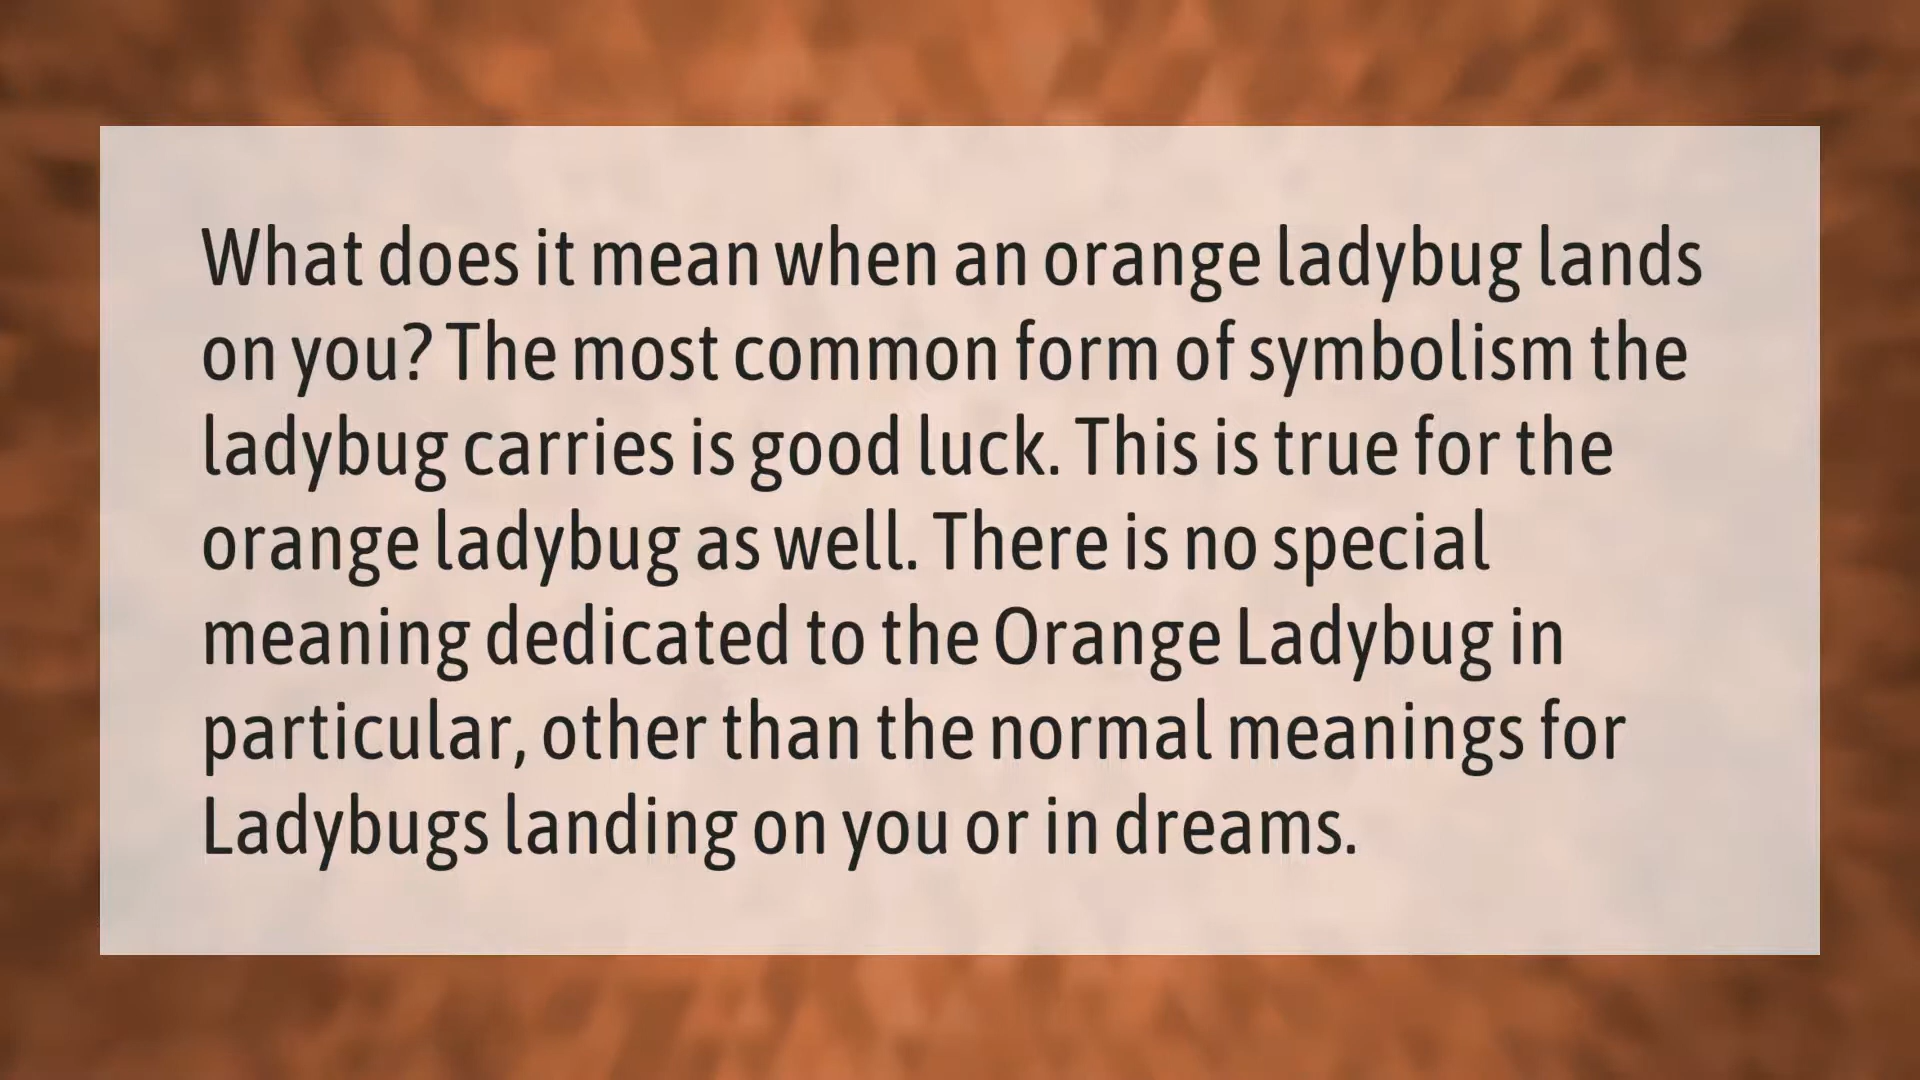 What does it mean when an orange ladybug lands
on you? The most common form of symbolism the
ladybug carries is good luck. This is true for the
orange ladybug as well. There is no special
meaning dedicated to the Orange Ladybug in
particular, other than the normal meanings for
Ladybugs landing on you or in dreams.